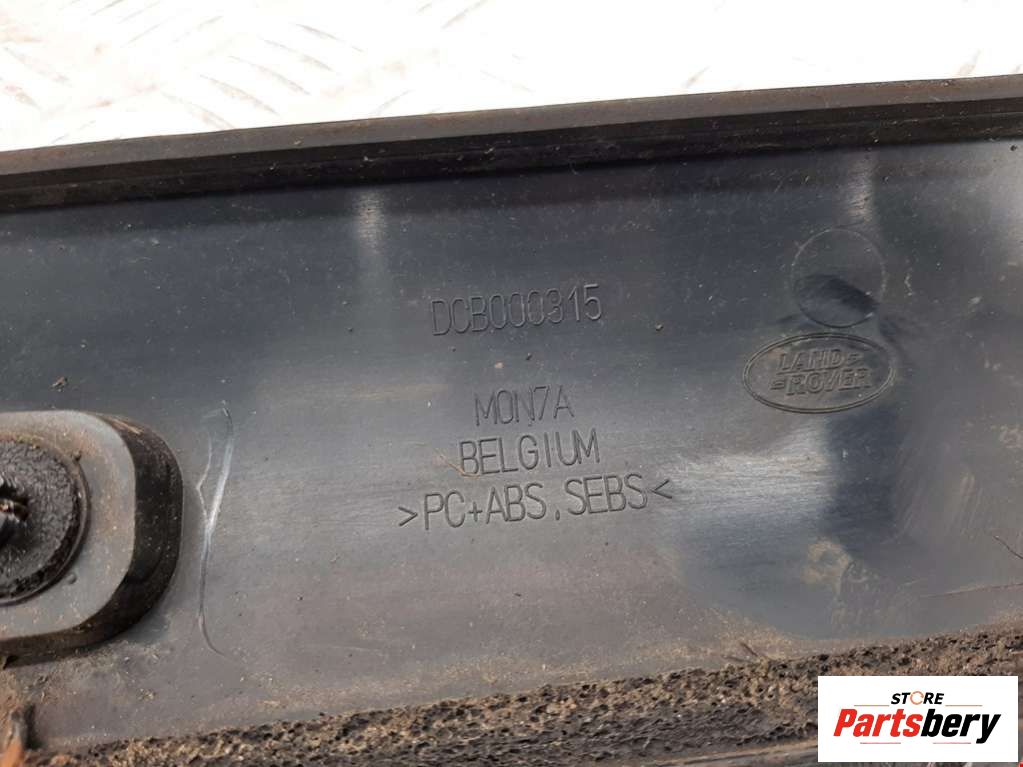 DCB000315
LAND
ROVER
MON7A
BELGIUM
>PC+ABS,SEBS<
STORE
Partsbery